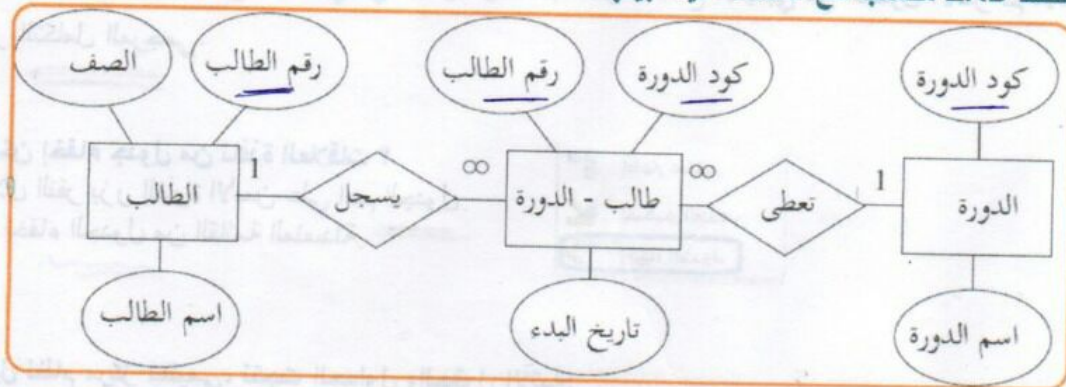 كود الدورة
كود الدورة
رقم الطالب
رقم الطالب
الصف
∞
∞
1
1
الدورة
تعطى
طالب - الدورة
يسجل
الطالب
اسم الدورة
تاريخ البدء
اسم الطالب